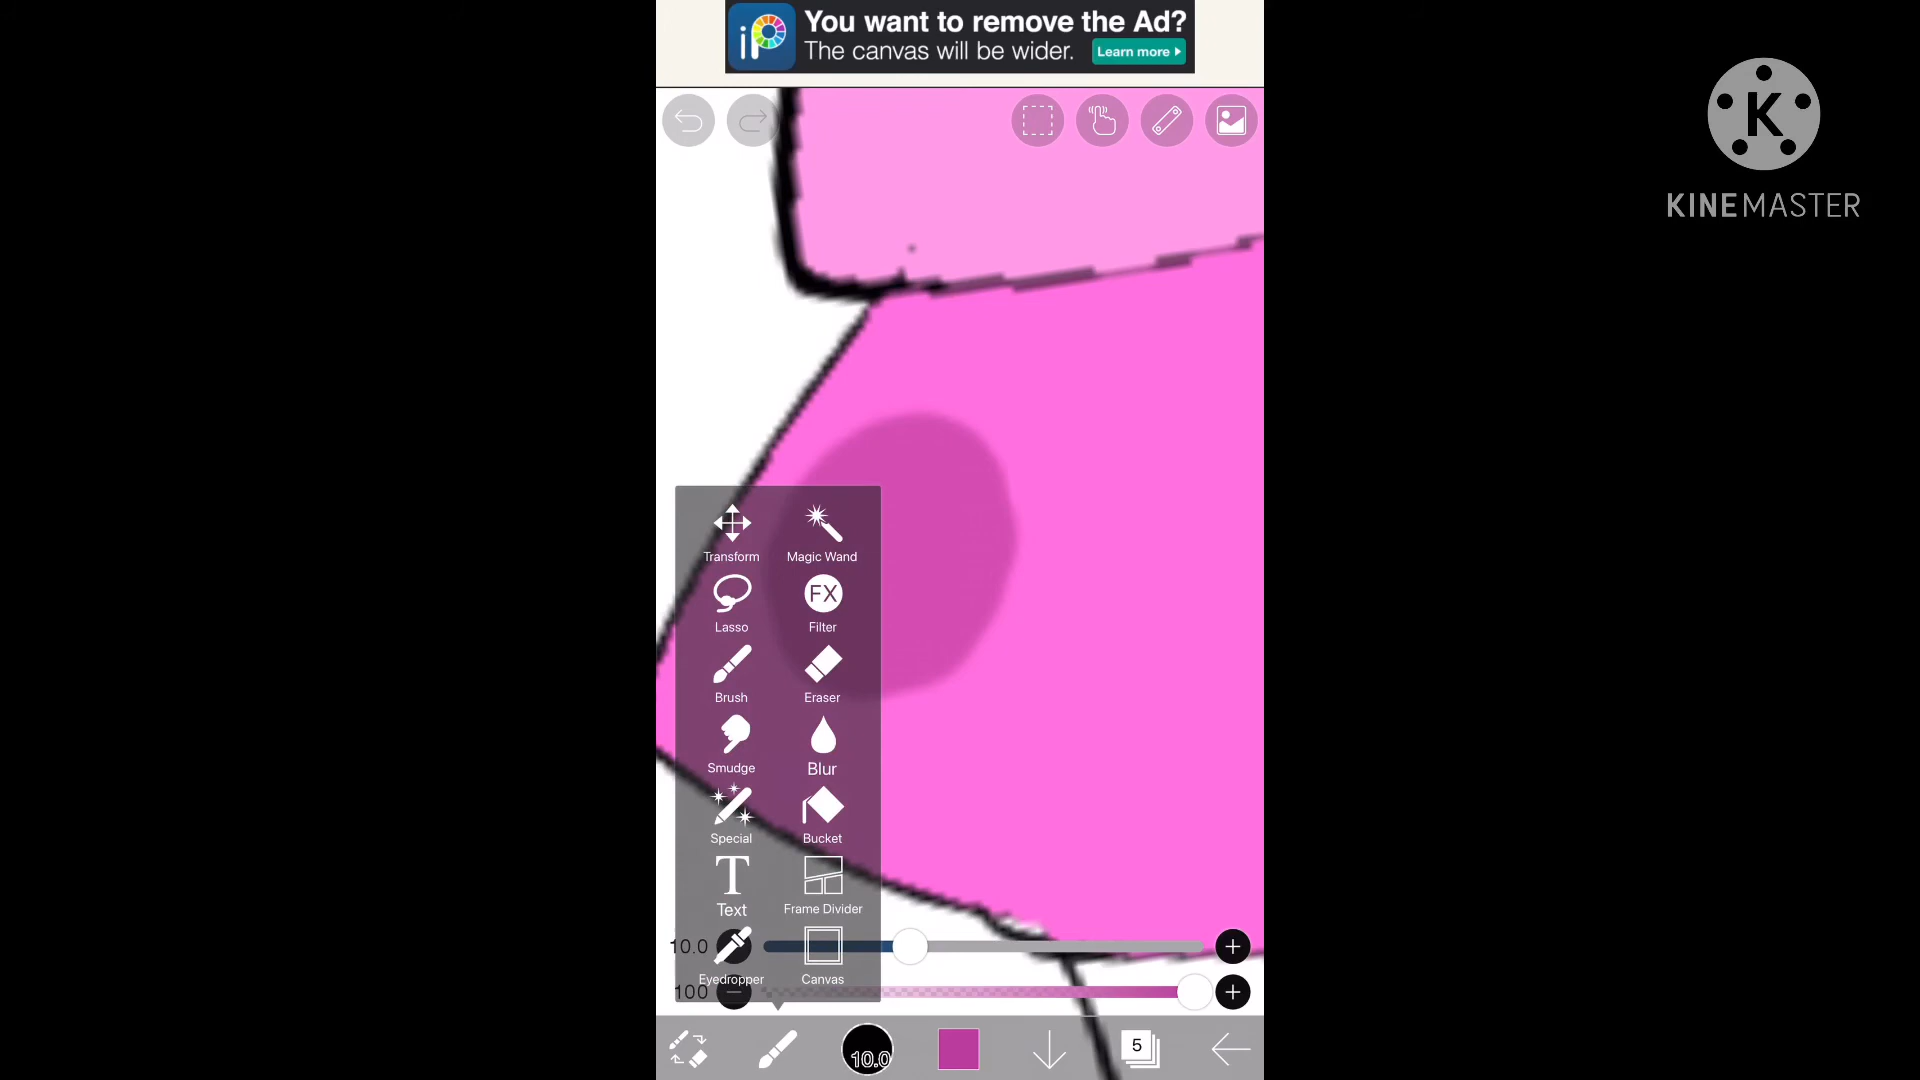 iP
You want to remove the Ad?
The canvas will be wider.
Learn more
K
KINEMASTER
Transform
Magic Wand
Lasso
FX
Filter
Brush
Eraser
Smudge
Blur
Special
Bucket
T
Text
Frame Divider
10.0
Eyedropper
Canvas
100
10.0
5